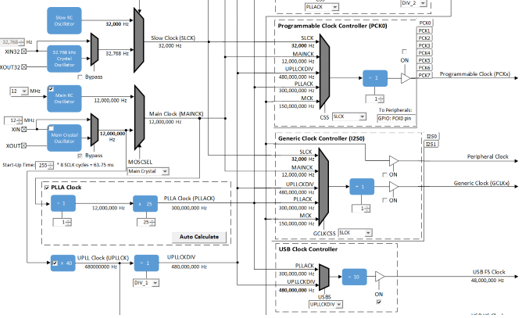 PLLACK
DIV_2
Slow RC
Oscillator
32,000 Hz
32,768 Hz
XIN32
XOUT32
32.768 kHz
Crystal
Oscillator
32,768 Hz
Bypass
Slow Clock (SLCK)
32,000 Hz
12 MHz
Main RC
Oscillator
12,000,000 Hz
12 MHz
XIN
XOUT
Main Crystal
Oscillator
12,000,000
Hz
Bypass
Main Clock (MAINCK)
12,000,000 Hz
MOSCSEL
Main Crystal
Start-Up Time: 255 * 8 SLCK cycles = 63.75 ms
PLLA Clock
÷ 1
1
12,000,000 Hz
x 25
25
PLLA Clock (PLLACK)
300,000,000 Hz
Auto Calculate
x 40
UPLL Clock (UPLLCK)
480000000 Hz
÷ 1
DIV_1
UPLLCKDIV
480,000,000 Hz
Programmable Clock Controller (PCK0)
SLCK
32,000 Hz
MAINCK
12,000,000 Hz
UPLLCKDIV
480,000,000 Hz
PLLACK
300,000,000 Hz
MCK
150,000,000 Hz
CSS
SLCK
1
ON
To Peripherals:
GPIO: PCK0 pin
PCK0
PCK1
PCK2
PCK3
PCK4
PCK5
PCK6
PCK7
Programmable Clock (PCKx)
Generic Clock Controller (I2S0)
I2S0
I2S1
SLCK
32,000 Hz
MAINCK
12,000,000 Hz
UPLLCKDIV
480,000,000 Hz
PLLACK
300,000,000 Hz
MCK
150,000,000 Hz
GCLKCSS
SLCK
÷ 1
1
ON
ON
Peripheral Clock
Generic Clock (GCLKx)
USB Clock Controller
PLLACK
300,000,000 Hz
UPLLCKDIV
480,000,000 Hz
USBS
UPLLCKDIV
÷ 10
ON
USB FS Clock
48,000,000 Hz